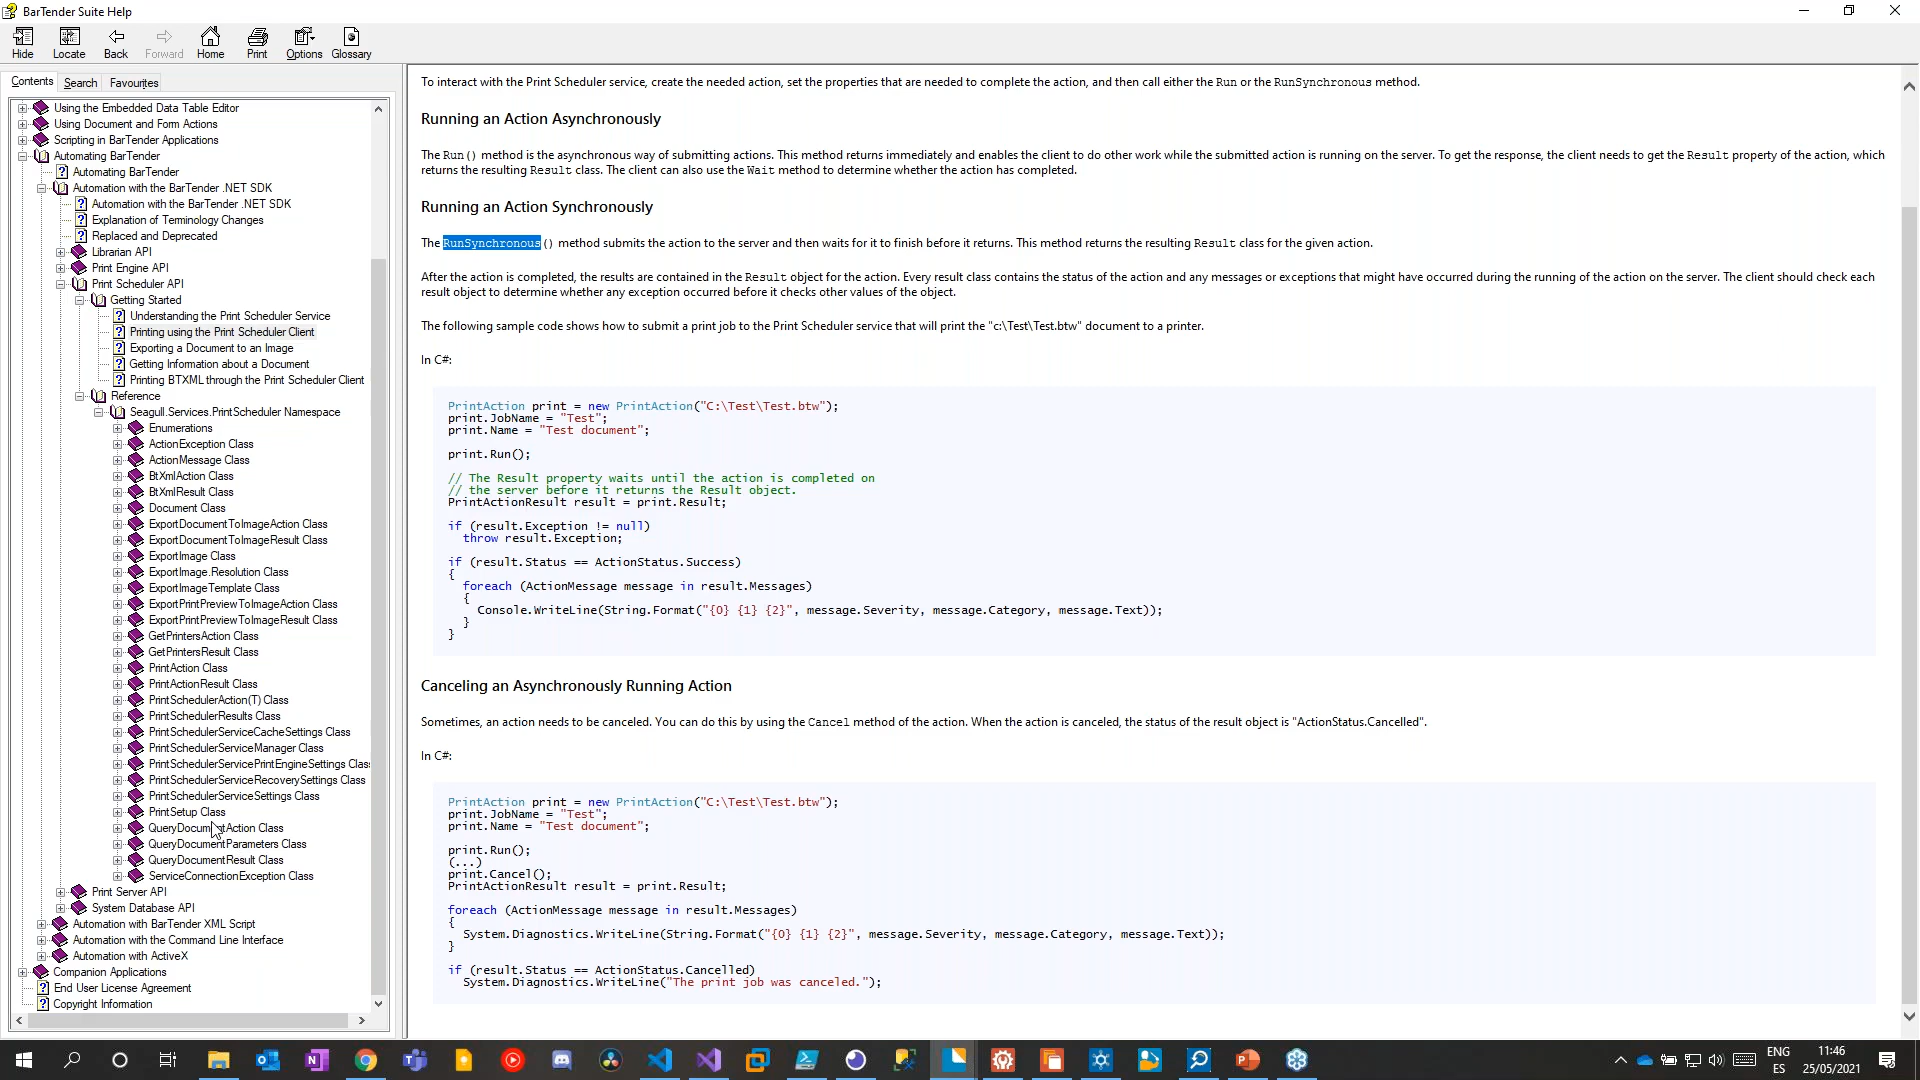 BarTender Suite Help
Hide
Locate
Back
Forward
Home
Print
Options
Glossary
Contents
Search
Favourites
Using the Embedded Data Table Editor
Using Document and Form Actions
Scripting in BarTender Applications
Automating BarTender
Automating BarTender
Automation with the BarTender .NET SDK
Automation with the BarTender .NET SDK
Explanation of Terminology Changes
Replaced and Deprecated
Librarian API
Print Engine API
Print Scheduler API
Getting Started
Understanding the Print Scheduler Service
Printing using the Print Scheduler Client
Exporting a Document to an Image
Getting Information about a Document
Printing BTXML through the Print Scheduler Client
Reference
Seagull.Services.PrintScheduler Namespace
Enumerations
ActionException Class
ActionMessage Class
BtXmlAction Class
BtXmlResult Class
Document Class
ExportDocumentToImageAction Class
ExportDocumentToImageResult Class
ExportImage Class
ExportImage.Resolution Class
ExportImageTemplate Class
ExportPrintPreviewToImageAction Class
ExportPrintPreviewToImageResult Class
GetPrintersAction Class
GetPrintersResult Class
PrintAction Class
PrintActionResult Class
PrintSchedulerAction(T) Class
PrintSchedulerResults Class
PrintSchedulerServiceCacheSettings Class
PrintSchedulerServiceManager Class
PrintSchedulerServicePrintEngineSettings Clas
PrintSchedulerServiceRecoverySettings Class
PrintSchedulerServiceSettings Class
PrintSetup Class
QueryDocumentAction Class
QueryDocumentParameters Class
QueryDocumentResult Class
ServiceConnectionException Class
Print Server API
System Database API
Automation with BarTender XML Script
Automation with the Command Line Interface
Automation with ActiveX
Companion Applications
End User License Agreement
Copyright Information
To interact with the Print Scheduler service, create the needed action, set the properties that are needed to complete the action, and then call either the Run or the RunSynchronous method.
Running an Action Asynchronously
The Run() method is the asynchronous way of submitting actions. This method returns immediately and enables the client to do other work while the submitted action is running on the server. To get the response, the client needs to get the Result property of the action, which
returns the resulting Result class. The client can also use the Wait method to determine whether the action has completed.
Running an Action Synchronously
The RunSynchronous() method submits the action to the server and then waits for it to finish before it returns. This method returns the resulting Result class for the given action.
After the action is completed, the results are contained in the Result object for the action. Every result class contains the status of the action and any messages or exceptions that might have occurred during the running of the action on the server. The client should check each
result object to determine whether any exception occurred before it checks other values of the object.
The following sample code shows how to submit a print job to the Print Scheduler service that will print the "c:\Test\Test.btw" document to a printer.
In C#:
PrintAction print = new PrintAction("C:\Test\Test.btw");
print.JobName = "Test";
print.Name = "Test document";
print.Run();
// The Result property waits until the action is completed on
// the server before it returns the Result object.
PrintActionResult result = print.Result;
if (result.Exception != null)
throw result.Exception;
if (result.Status == ActionStatus.Success)
{
foreach (ActionMessage message in result.Messages)
{
Console.WriteLine(String.Format("{0} {1} {2}", message.Severity, message.Category, message.Text));
}
}
Canceling an Asynchronously Running Action
Sometimes, an action needs to be canceled. You can do this by using the Cancel method of the action. When the action is canceled, the status of the result object is "ActionStatus.Cancelled".
In C#:
PrintAction print = new PrintAction("C:\Test\Test.btw");
print.JobName = "Test";
print.Name = "Test document";
print.Run();
(...)
print.Cancel();
PrintActionResult result = print.Result;
foreach (ActionMessage message in result.Messages)
{
System.Diagnostics.WriteLine(String.Format("{0} {1} {2}", message.Severity, message.Category, message.Text));
}
if (result.Status == ActionStatus.Cancelled)
System.Diagnostics.WriteLine("The print job was canceled.");
ENG
ES
11:46
25/05/2021